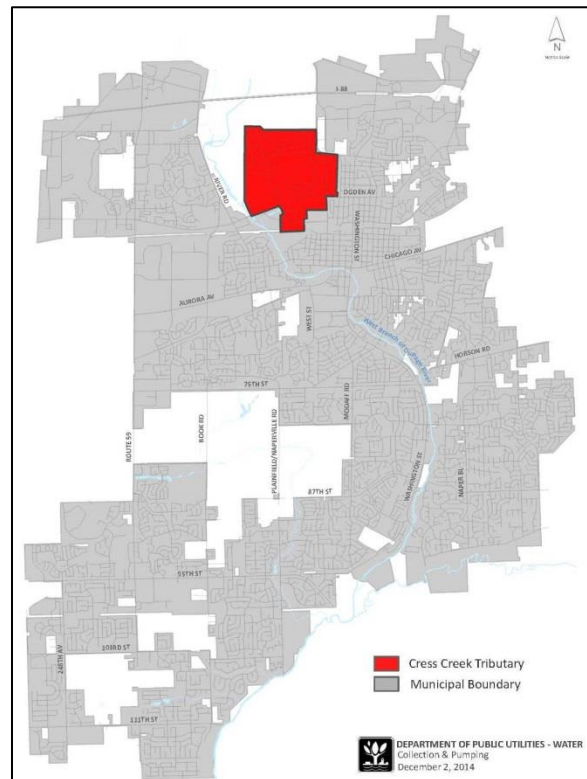 N
I 88
RIVER RD
OGDEN AV
WASHINGTON ST
CHICAGO AV
AURORA AV
WEST ST
West Branch of DuPage River
HOBSON RD
75TH ST
MODAFF RD
ROUTE 59
BOOK RD
PLAINFIELD/NAPERVILLE RD
WASHINGTON ST
NAPER BL
87TH ST
95TH ST
248TH AV
103RD ST
111TH ST
Cress Creek Tributary
Municipal Boundary
DEPARTMENT OF PUBLIC UTILITIES - WATER
Collection & Pumping
December 2, 2014